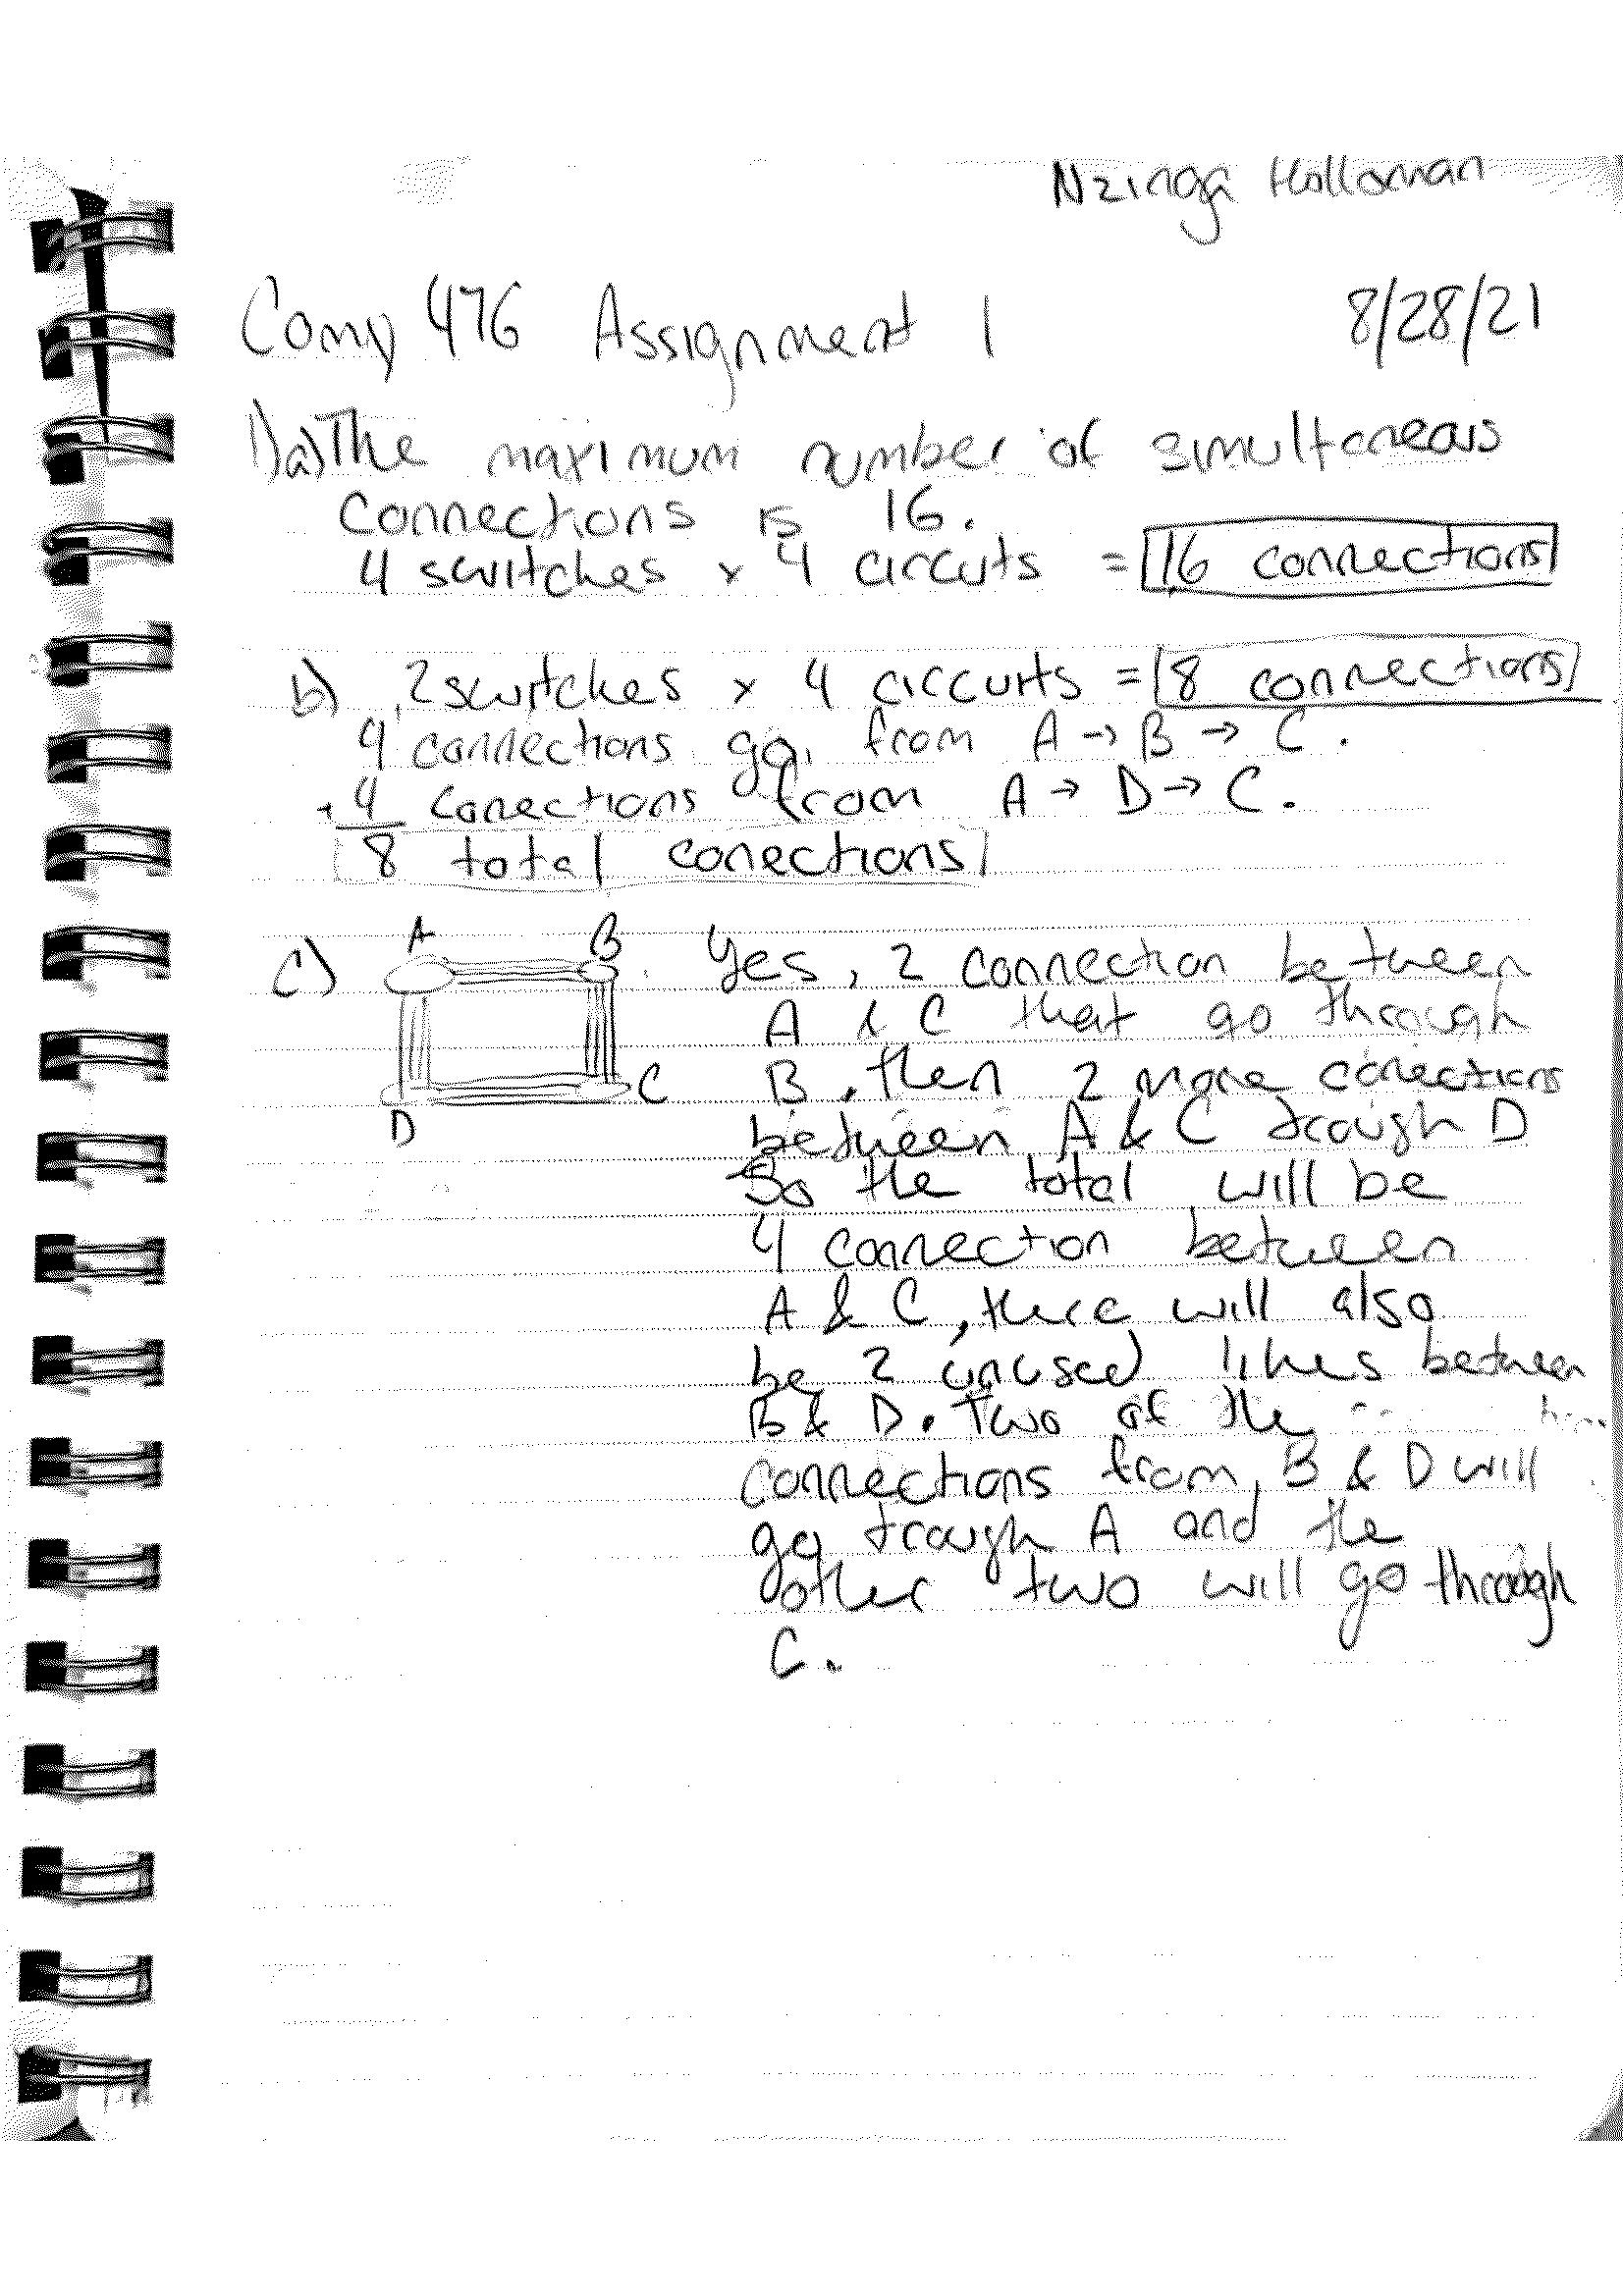 Nzinga Holloman
Comp 476 Assignment 1 8/28/21
1)a) The maximum number of simultaneous
connections is 16.
4 switches x 4 circuts = 16 connections
b) 2 switches x 4 circuits = 8 connections
4 connections go from A → B → C.
+ 4 conections from A → D → C.
8 total conections
c) A B Yes, 2 connection between
A & C that go through
D C B, then 2 more conections
between A & C trough D
So the total will be
4 connection between
A & C, there will also
be 2 unused lines between
B & D. Two of the
connections from B & D will
go trough A and the
other two will go through
C.